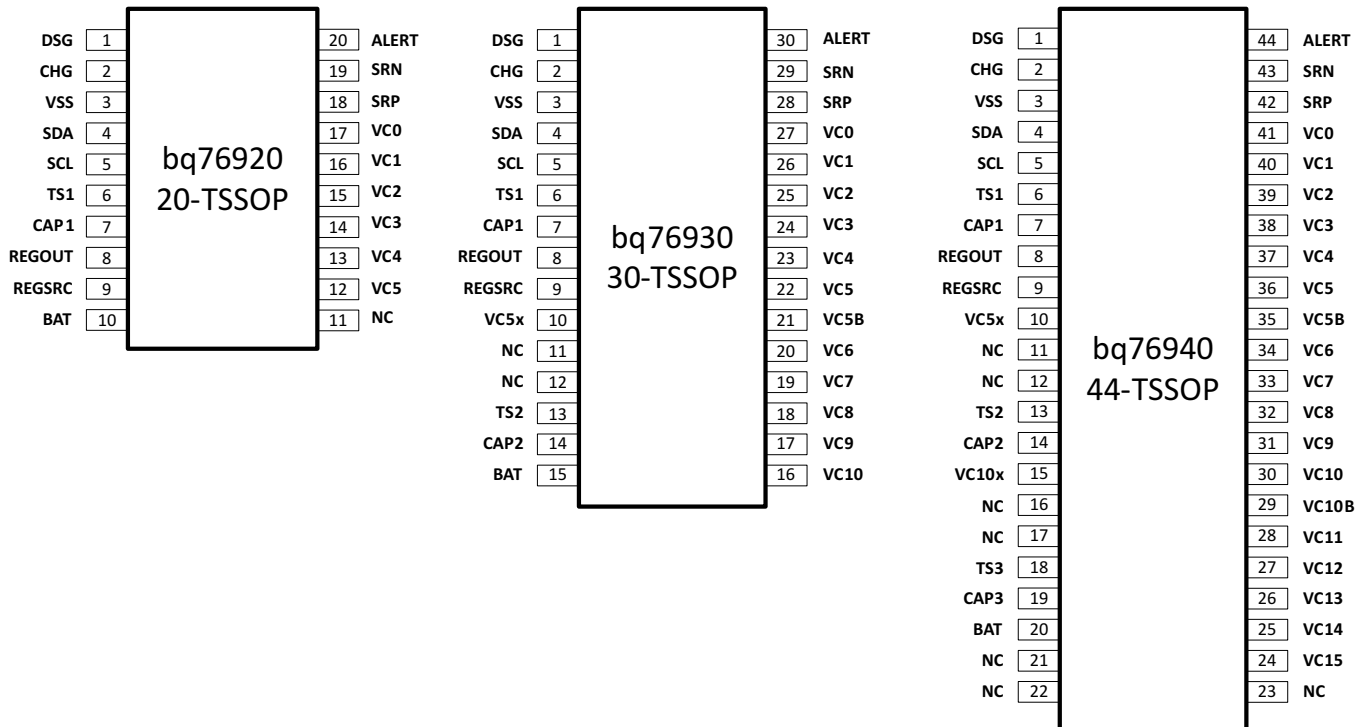 DSG 1 20 ALERT
CHG 2 19 SRN
VSS 3 18 SRP
SDA 4 17 VC0
SCL 5 16 VC1
TS1 6 15 VC2
CAP1 7 14 VC3
REGOUT 8 13 VC4
REGSRC 9 12 VC5
BAT 10 11 NC
bq76920
20-TSSOP
DSG 1 30 ALERT
CHG 2 29 SRN
VSS 3 28 SRP
SDA 4 27 VC0
SCL 5 26 VC1
TS1 6 25 VC2
CAP1 7 24 VC3
REGOUT 8 23 VC4
REGSRC 9 22 VC5
VC5x 10 21 VC5B
NC 11 20 VC6
NC 12 19 VC7
TS2 13 18 VC8
CAP2 14 17 VC9
BAT 15 16 VC10
bq76930
30-TSSOP
DSG 1 44 ALERT
CHG 2 43 SRN
VSS 3 42 SRP
SDA 4 41 VC0
SCL 5 40 VC1
TS1 6 39 VC2
CAP1 7 38 VC3
REGOUT 8 37 VC4
REGSRC 9 36 VC5
VC5x 10 35 VC5B
NC 11 34 VC6
NC 12 33 VC7
TS2 13 32 VC8
CAP2 14 31 VC9
VC10x 15 30 VC10
NC 16 29 VC10B
NC 17 28 VC11
TS3 18 27 VC12
CAP3 19 26 VC13
BAT 20 25 VC14
NC 21 24 VC15
NC 22 23 NC
bq76940
44-TSSOP